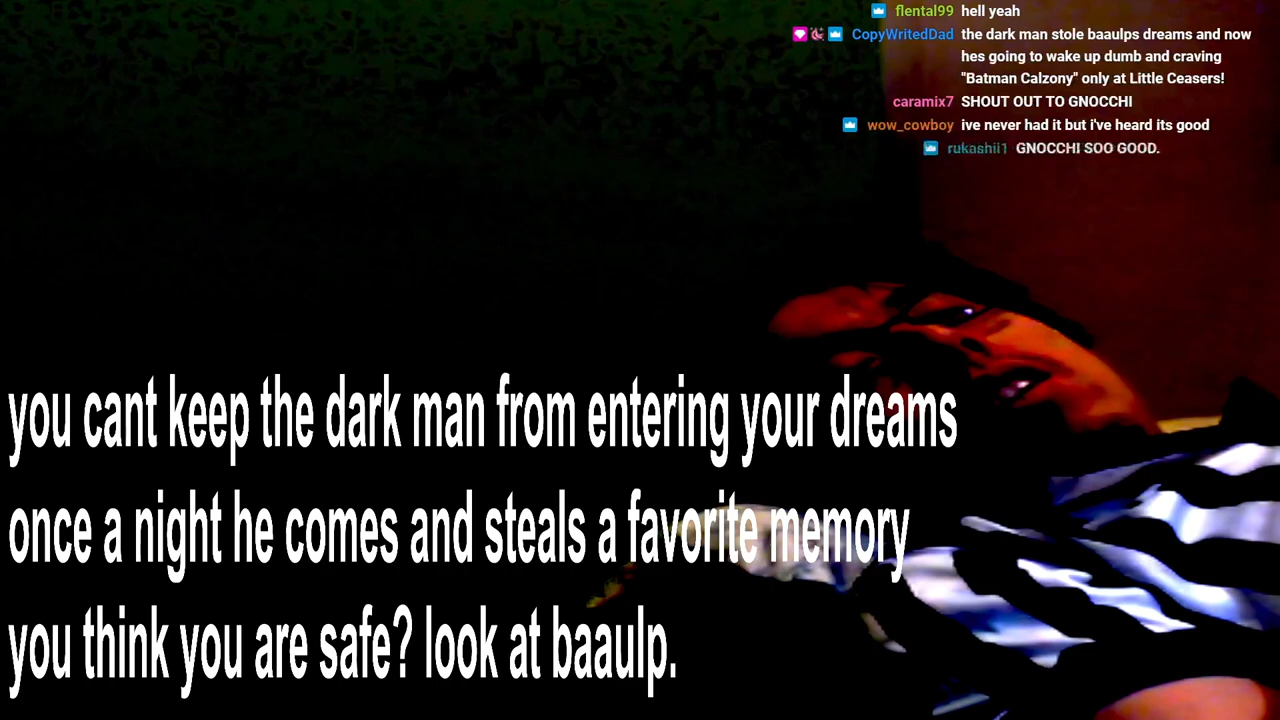 flental99 hell yeah
CopyWritedDad the dark man stole baaulps dreams and now
hes going to wake up dumb and craving
"Batman Calzony" only at Little Ceasers!
caramix7 SHOUT OUT TO GNOCCHI
wow_cowboy ive never had it but i've heard its good
rukashii1 GNOCCHI SOO GOOD.
you cant keep the dark man from entering your dreams
once a night he comes and steals a favorite memory
you think you are safe? look at baaulp.